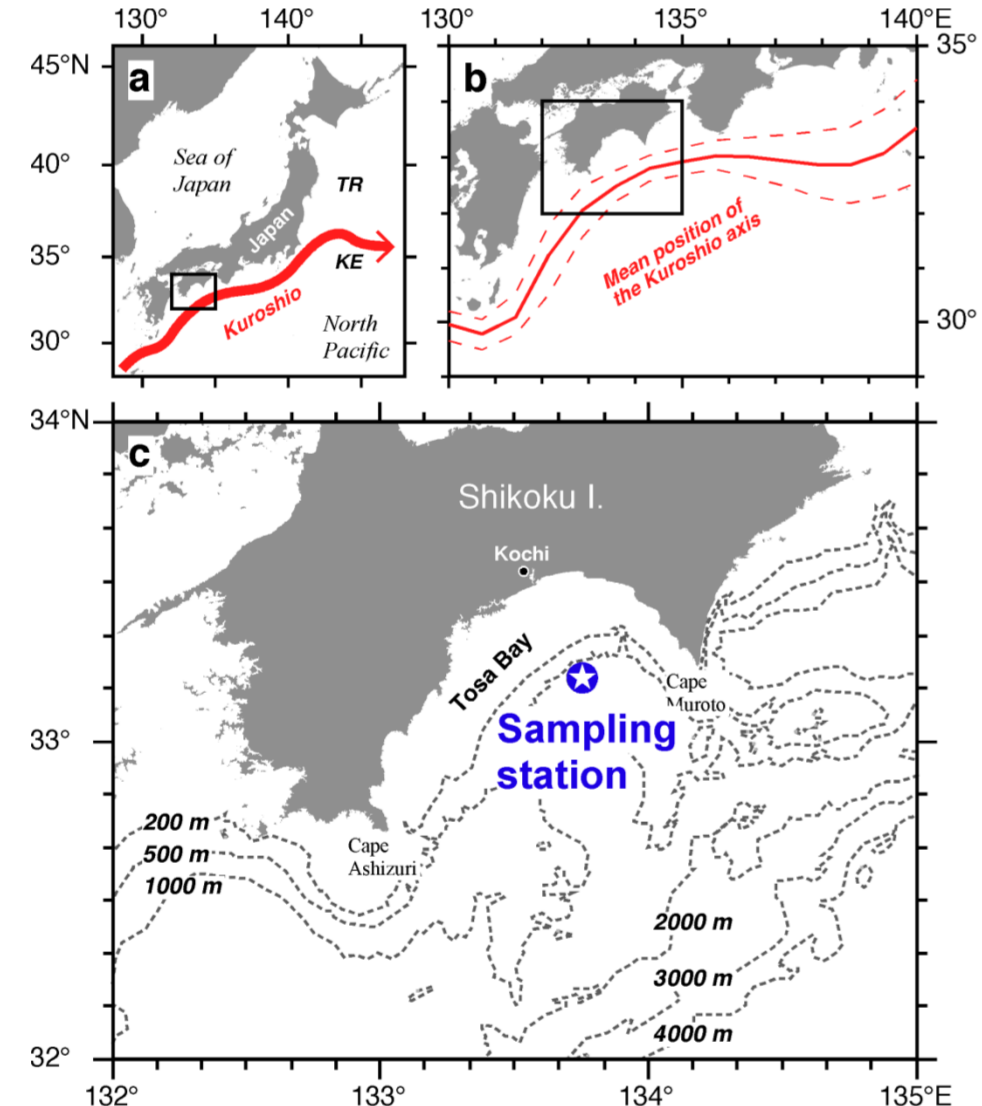 130°
140°
130°
135°
140°E
45°N
40°
35°
30°
a
Sea of
Japan
TR
Japan
KE
Kuroshio
North
Pacific
b
35°
30°
Mean position of
the Kuroshio axis
34°N
33°
32°
c
Shikoku I.
Kochi
Tosa Bay
Cape
Muroto
Sampling
station
200 m
500 m
1000 m
Cape
Ashizuri
2000 m
3000 m
4000 m
132°
133°
134°
135°E